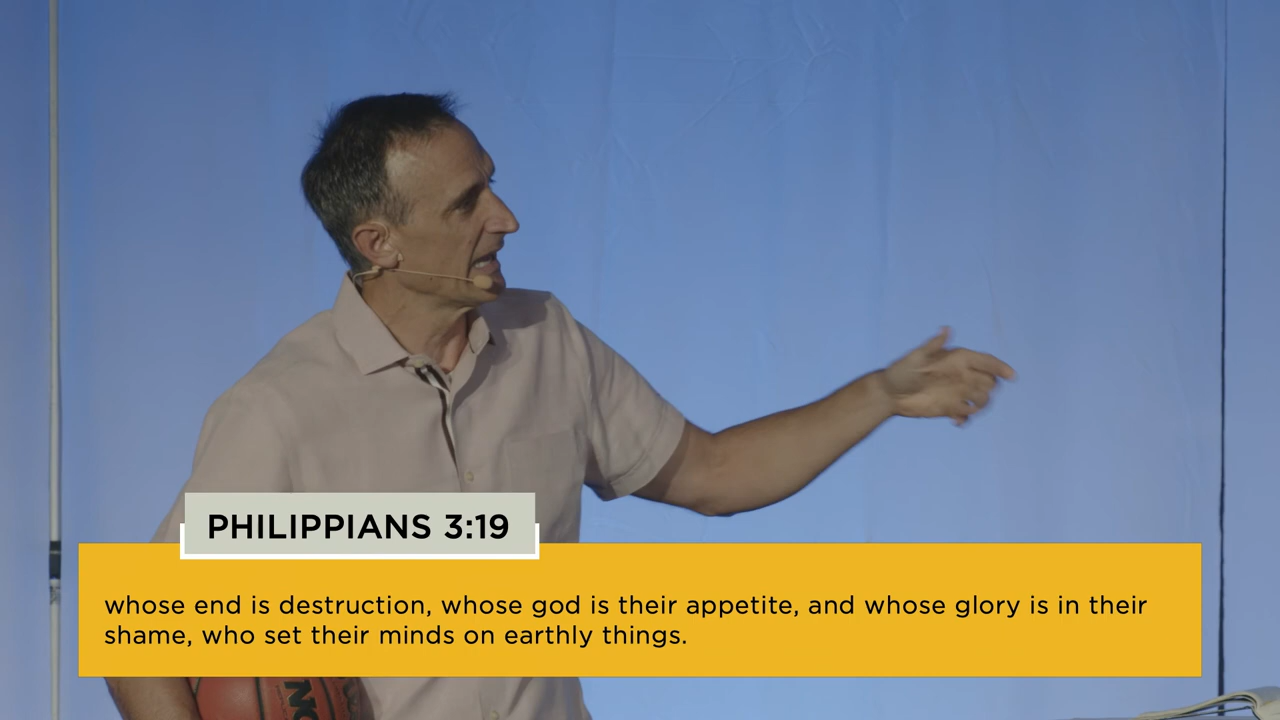 PHILIPPIANS 3:19
whose end is destruction, whose god is their appetite, and whose glory is in their
shame, who set their minds on earthly things.